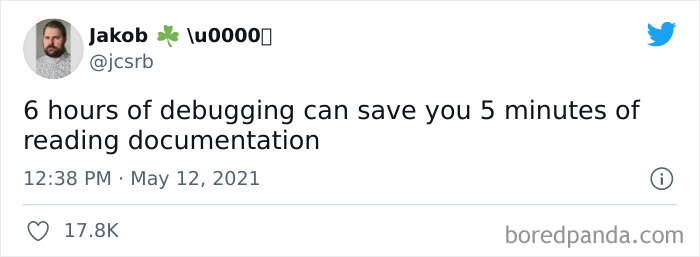 Jakob ☘️ \u0000▯
@jcsrb
6 hours of debugging can save you 5 minutes of
reading documentation
12:38 PM · May 12, 2021
17.8K
boredpanda.com